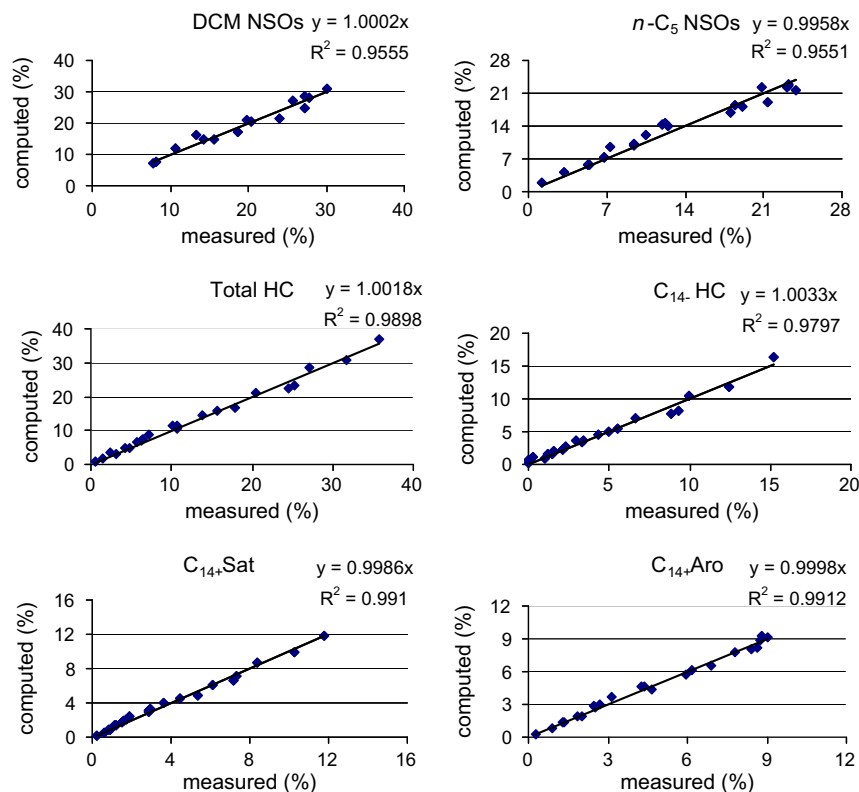 DCM NSOs y = 1.0002x
R² = 0.9555
computed (%)
40
30
20
10
0
0 10 20 30 40
measured (%)
n-C₅ NSOs y = 0.9958x
R² = 0.9551
computed (%)
28
21
14
7
0
0 7 14 21 28
measured (%)
Total HC y = 1.0018x
R² = 0.9898
computed (%)
40
30
20
10
0
0 10 20 30 40
measured (%)
C₁₄₋ HC y = 1.0033x
R² = 0.9797
computed (%)
20
15
10
5
0
0 5 10 15 20
measured (%)
C₁₄₊Sat y = 0.9986x
R² = 0.991
computed (%)
16
12
8
4
0
0 4 8 12 16
measured (%)
C₁₄₊Aro y = 0.9998x
R² = 0.9912
computed (%)
12
9
6
3
0
0 3 6 9 12
measured (%)